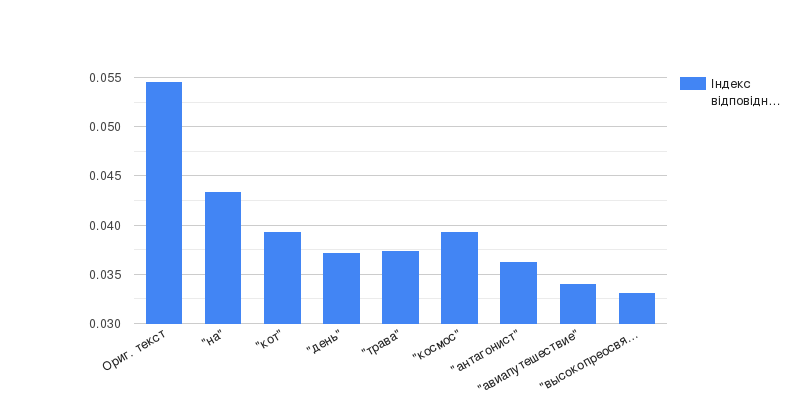 0.055
0.050
0.045
0.040
0.035
0.030
Ориг. текст
"на"
"кот"
"день"
"трава"
"космос"
"антагонист"
"авиапутешествие"
"высокопреосвя...
Індекс
відповідн...